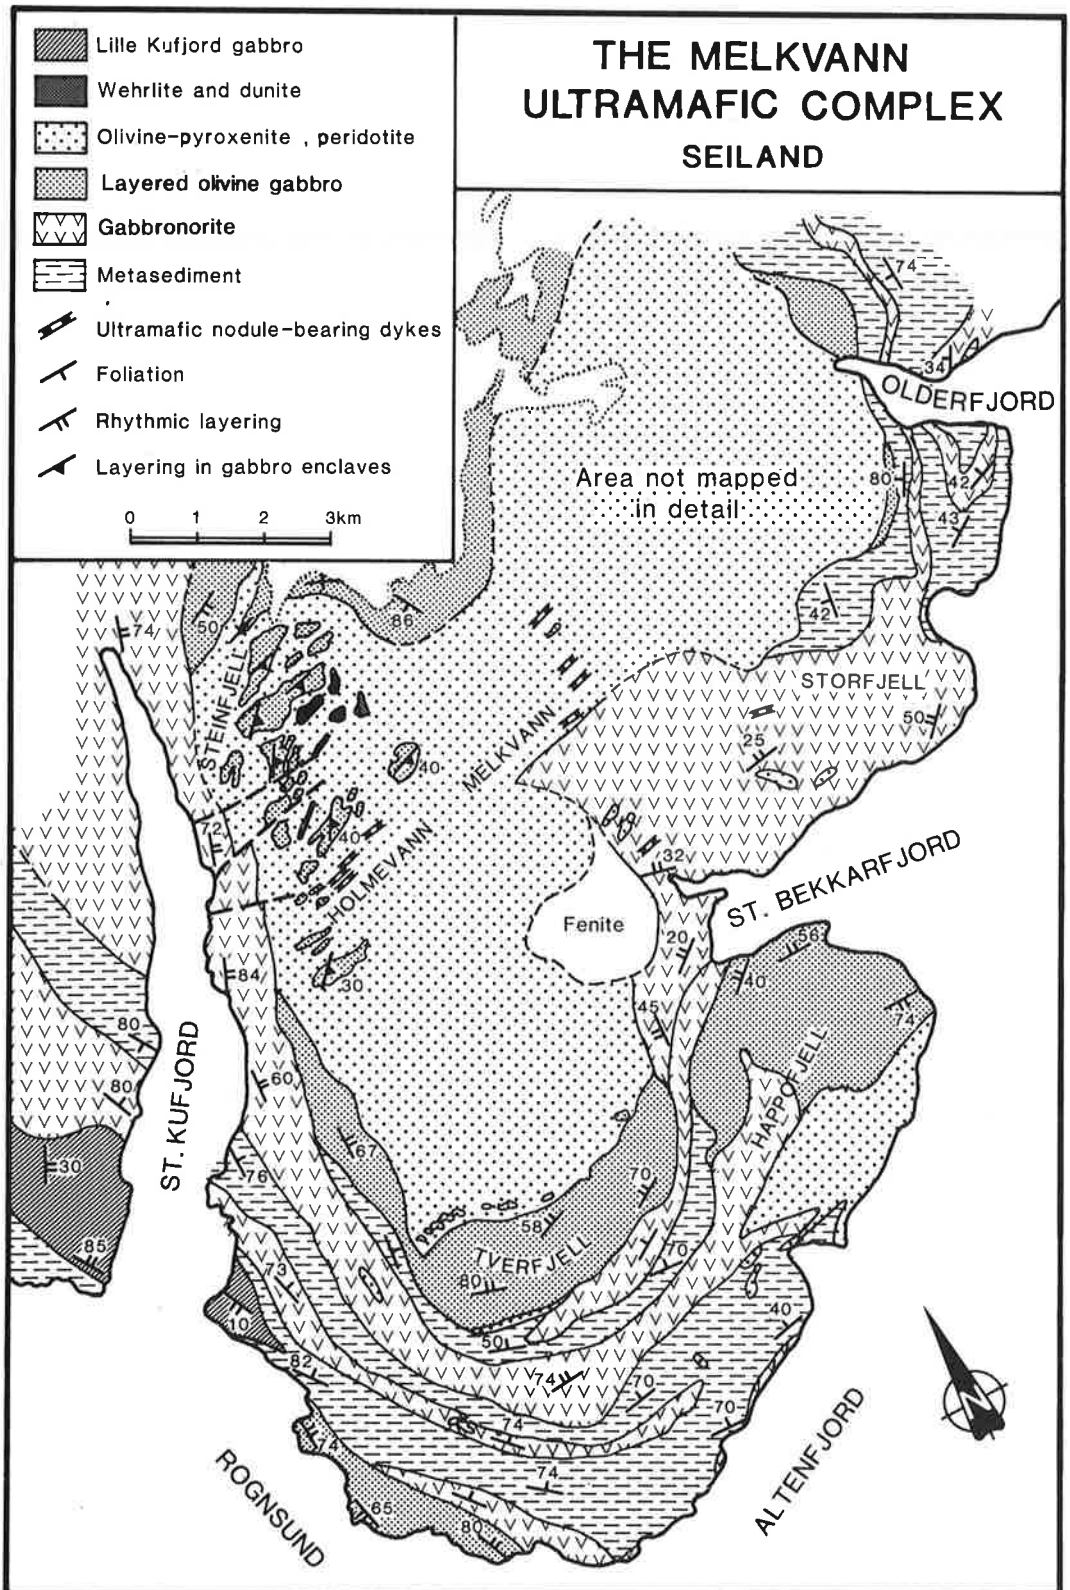 THE MELKVANN
ULTRAMAFIC COMPLEX
SEILAND
Lille Kufjord gabbro
Wehrlite and dunite
Olivine-pyroxenite , peridotite
Layered olivine gabbro
Gabbronorite
Metasediment
Ultramafic nodule-bearing dykes
Foliation
Rhythmic layering
Layering in gabbro enclaves
0 1 2 3km
74
34
OLDERFJORD
Area not mapped
in detail
80
42
43
42
86
50
74
STEINFJELL
STORFJELL
50
25
MELKVANN
40
72
40
HOLMEVANN
32
ST. BEKKARFJORD
Fenite
20
56
30
84
40
45
74
80
ST. KUFJORD
60
80
HAPPOFJELL
67
30
76
70
58
TVERFJELL
70
85
73
80
40
10
50
82
74
70
74
70
74
74
65
80
ROGNSUND
ALTENFJORD
N